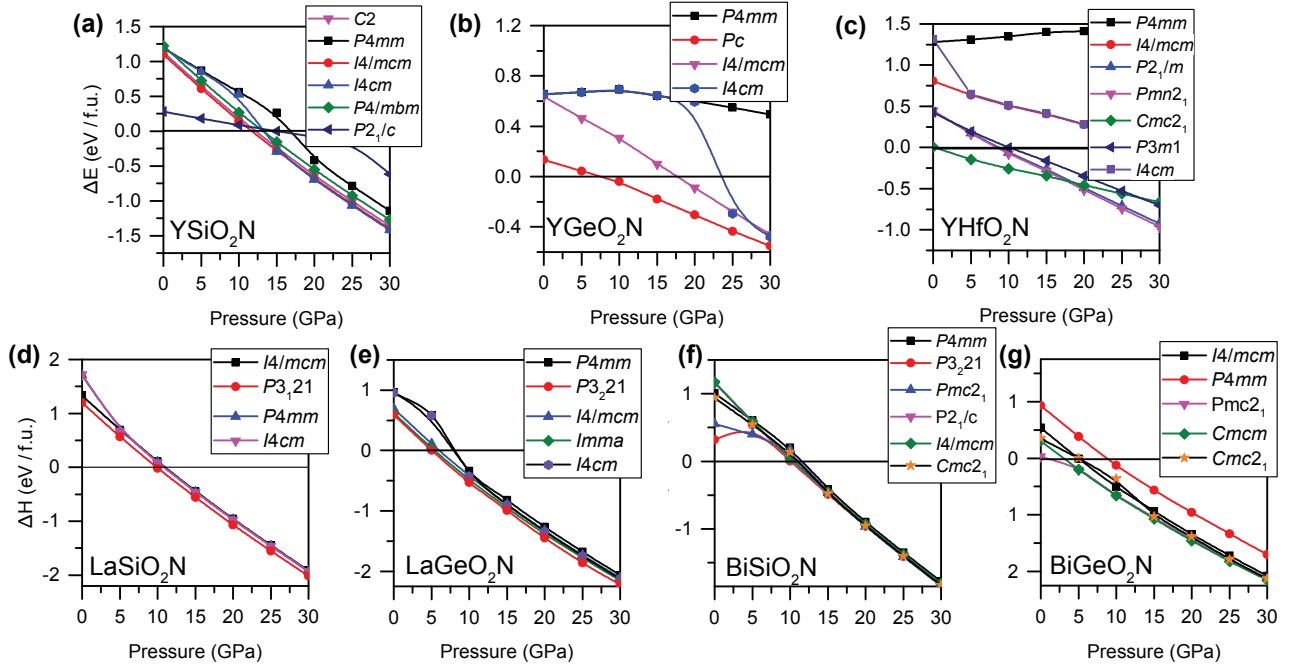 (a)
C2
P4mm
I4/mcm
I4cm
P4/mbm
P2₁/c
ΔE (eV / f.u.)
1.5
1.0
0.5
0.0
-0.5
-1.0
-1.5
YSiO₂N
0 5 10 15 20 25 30
Pressure (GPa)
(b)
P4mm
Pc
I4/mcm
I4cm
1.2
0.8
0.4
0.0
-0.4
YGeO₂N
0 5 10 15 20 25 30
Pressure (GPa)
(c)
P4mm
I4/mcm
P2₁/m
Pmn2₁
Cmc2₁
P3m1
I4cm
1.5
1.0
0.5
0.0
-0.5
-1.0
YHfO₂N
0 5 10 15 20 25 30
Pressure (GPa)
(d)
I4/mcm
P3₁21
P4mm
I4cm
ΔH (eV / f.u.)
2
1
0
-1
-2
LaSiO₂N
0 5 10 15 20 25 30
Pressure (GPa)
(e)
P4mm
P3₂21
I4/mcm
Imma
I4cm
1
0
-1
-2
LaGeO₂N
0 5 10 15 20 25 30
Pressure (GPa)
(f)
P4mm
P3₂21
Pmc2₁
P2₁/c
I4/mcm
Cmc2₁
1
0
-1
BiSiO₂N
0 5 10 15 20 25 30
Pressure (GPa)
(g)
I4/mcm
P4mm
Pmc2₁
Cmcm
Cmc2₁
1
0
1
2
BiGeO₂N
0 5 10 15 20 25 30
Pressure (GPa)